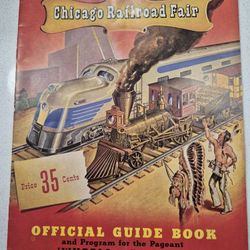 Chicago Railroad Fair
Price 35 Cents
OFFICIAL GUIDE BOOK
and Program for the Pageant